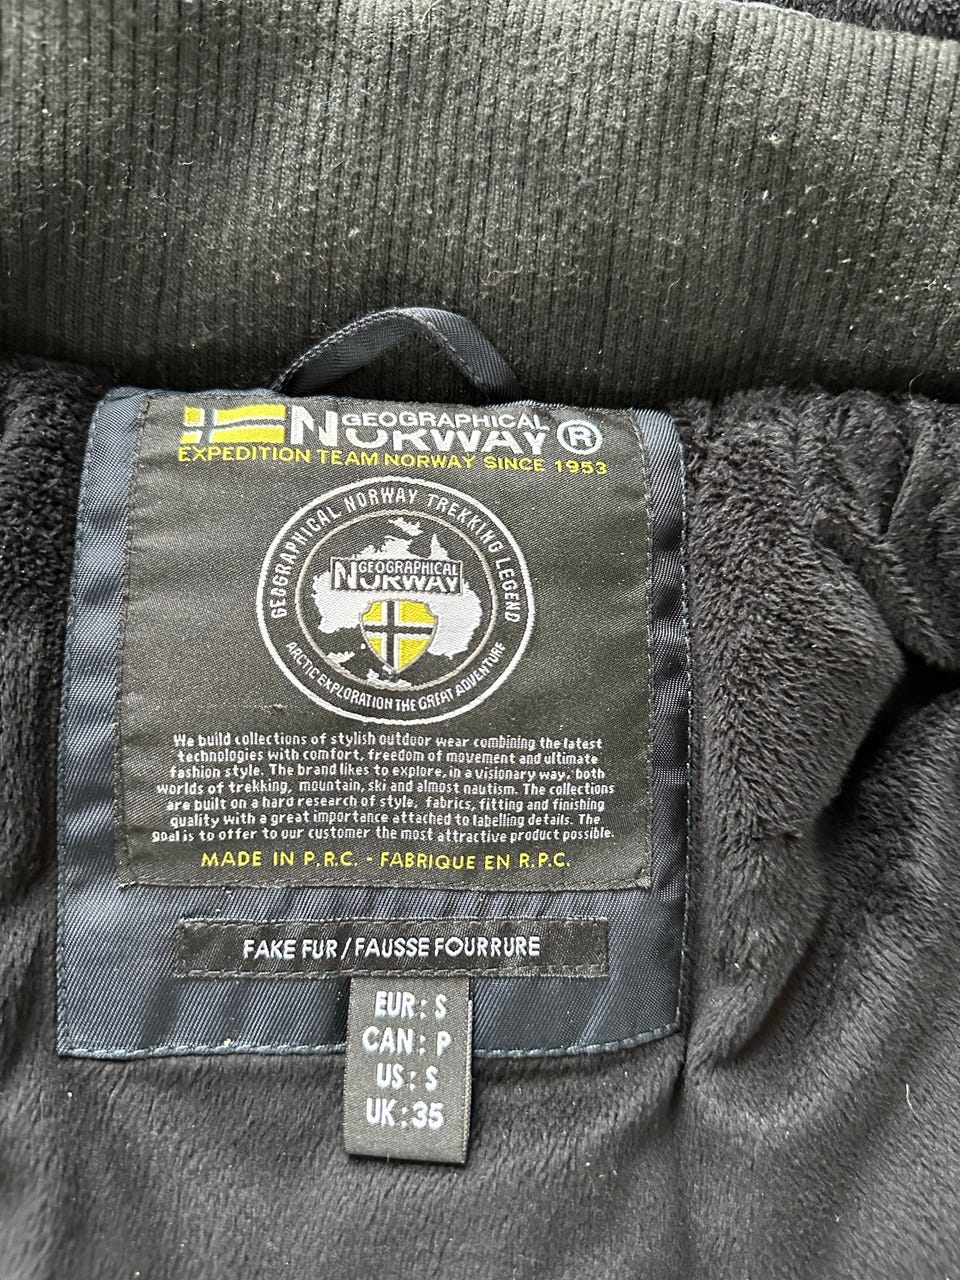 GEOGRAPHICAL
NORWAY ®
EXPEDITION TEAM NORWAY SINCE 1953
GEOGRAPHICAL NORWAY TREKKING LEGEND
GEOGRAPHICAL
NORWAY
ARCTIC EXPLORATION THE GREAT ADVENTURE
We build collections of stylish outdoor wear combining the latest
technologies with comfort, freedom of movement and ultimate
fashion style. The brand likes to explore, in a visionary way, both
worlds of trekking, mountain, ski and almost nautism. The collections
are built on a hard research of style, fabrics, fitting and finishing
quality with a great importance attached to labelling details. The
goal is to offer to our customer the most attractive product possible.
MADE IN P.R.C. - FABRIQUE EN R.P.C.
FAKE FUR / FAUSSE FOURRURE
EUR: S
CAN: P
US: S
UK: 35